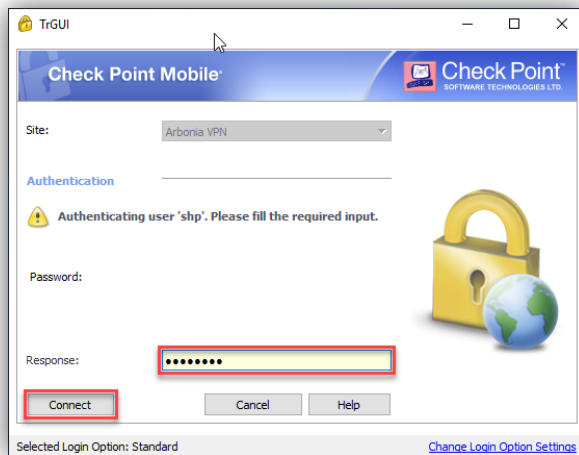 TrGUI
Check Point Mobile
Check Point™
SOFTWARE TECHNOLOGIES LTD.
Site:
Arbonia VPN
Authentication
Authenticating user 'shp'. Please fill the required input.
Password:
Response:
••••••••
Connect
Cancel
Help
Selected Login Option: Standard
Change Login Option Settings